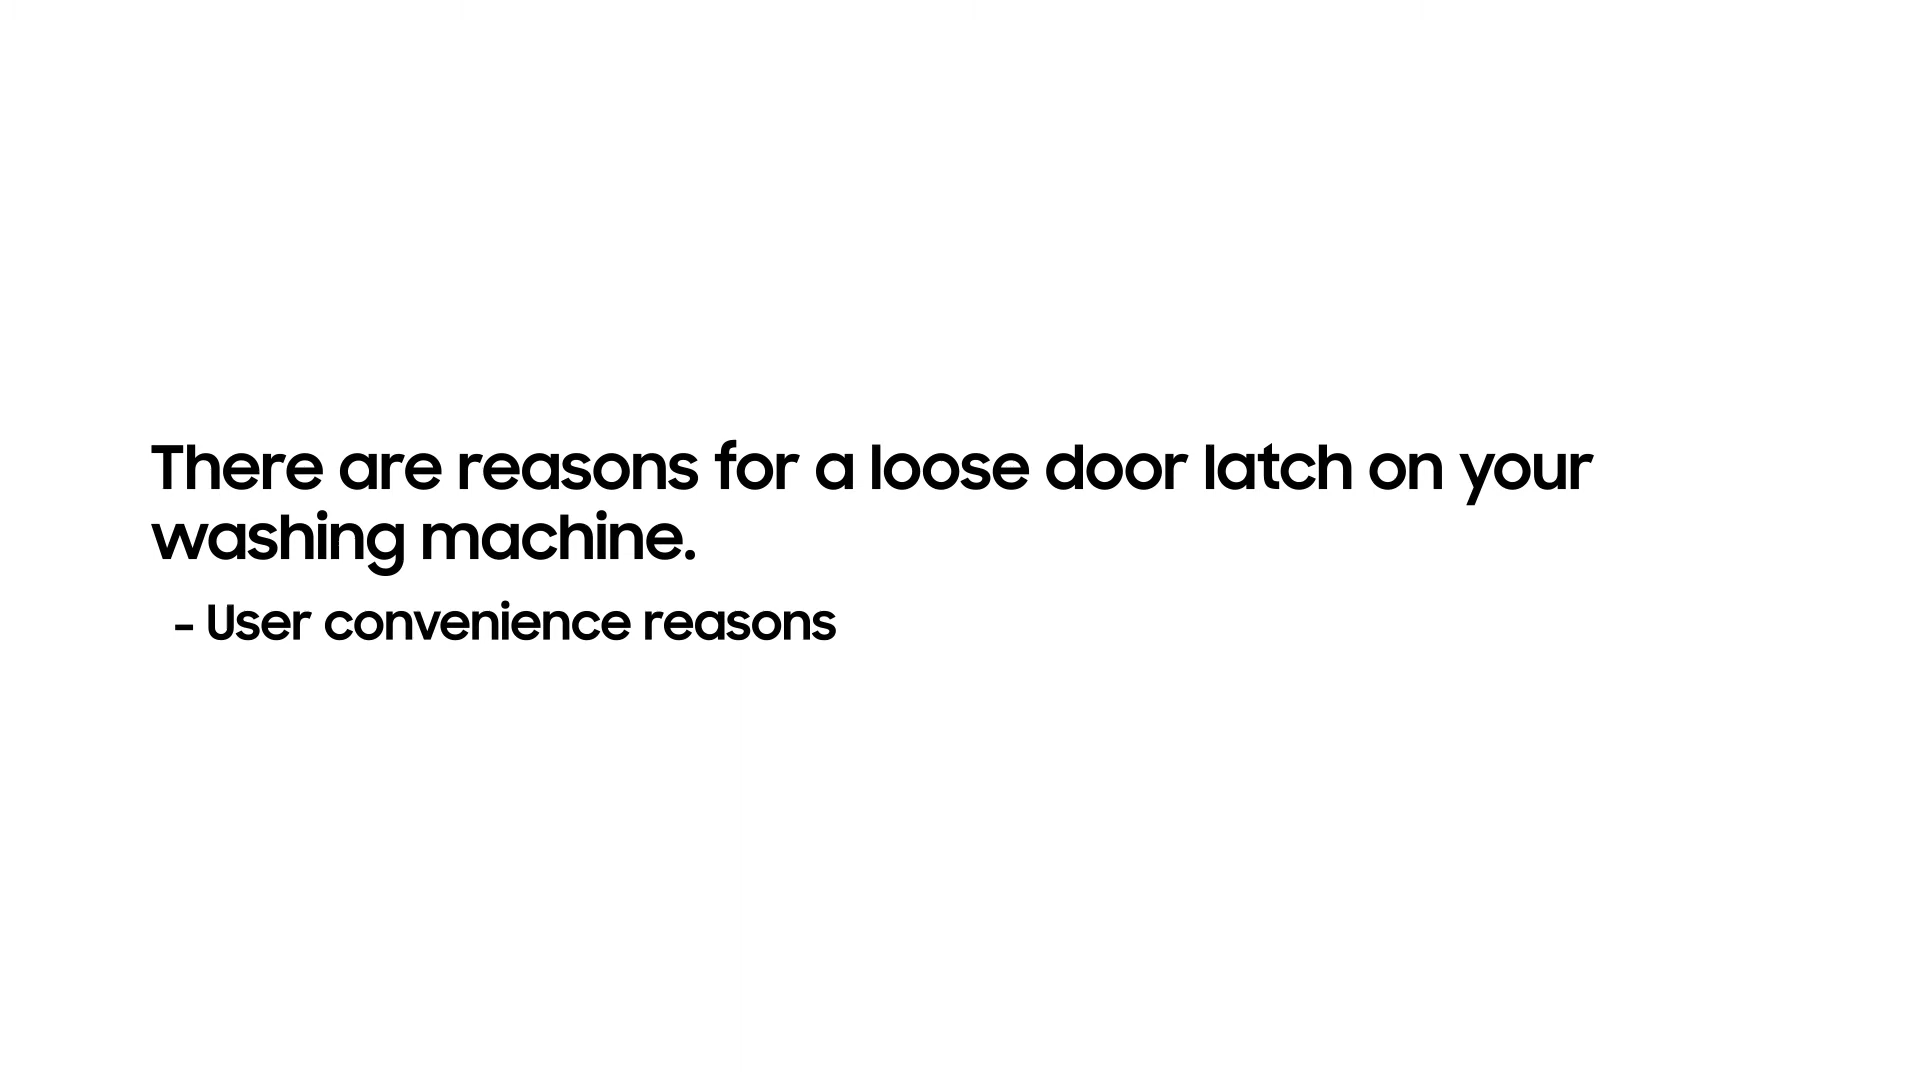 There are reasons for a loose door latch on your
washing machine.
- User convenience reasons